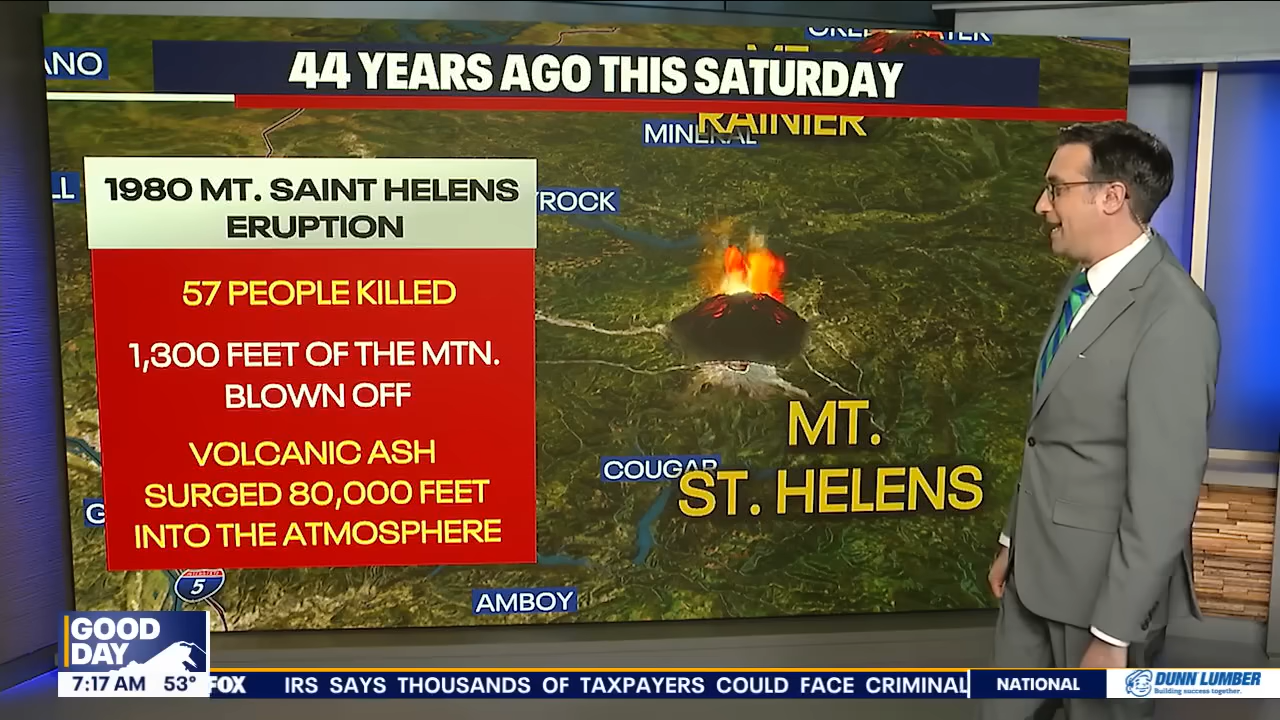 44 YEARS AGO THIS SATURDAY
MT.
RAINIER
MINERAL
1980 MT. SAINT HELENS
ERUPTION
57 PEOPLE KILLED
1,300 FEET OF THE MTN.
BLOWN OFF
VOLCANIC ASH
SURGED 80,000 FEET
INTO THE ATMOSPHERE
MT.
ST. HELENS
COUGAR
AMBOY
5
GOOD
DAY
7:17 AM 53° FOX IRS SAYS THOUSANDS OF TAXPAYERS COULD FACE CRIMINAL NATIONAL DUNN LUMBER
Building success together.